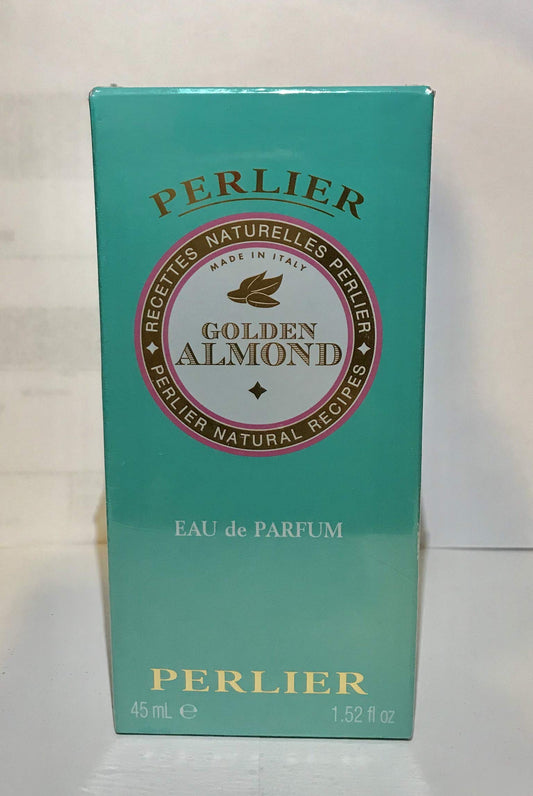 PERLIER
RECETTES NATURELLES PERLIER
MADE IN ITALY
GOLDEN
ALMOND
PERLIER NATURAL RECIPES
EAU de PARFUM
PERLIER
45 mL ℮ 1.52 fl oz